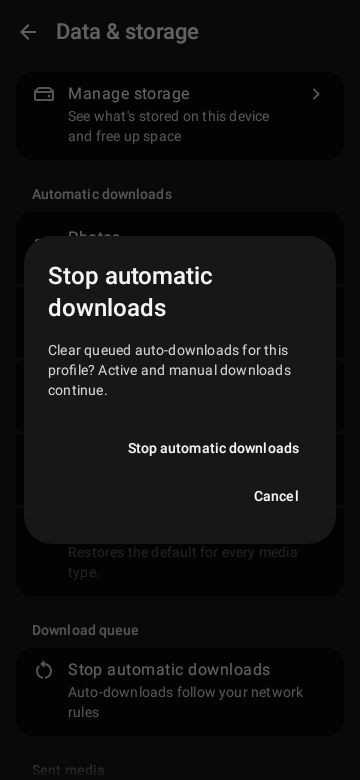 Data & storage
Manage storage
See what's stored on this device
and free up space
Automatic downloads
Photos
Stop automatic
downloads
Clear queued auto-downloads for this
profile? Active and manual downloads
continue.
Stop automatic downloads
Cancel
Restores the default for every media
type.
Download queue
Stop automatic downloads
Auto-downloads follow your network
rules
Sent media